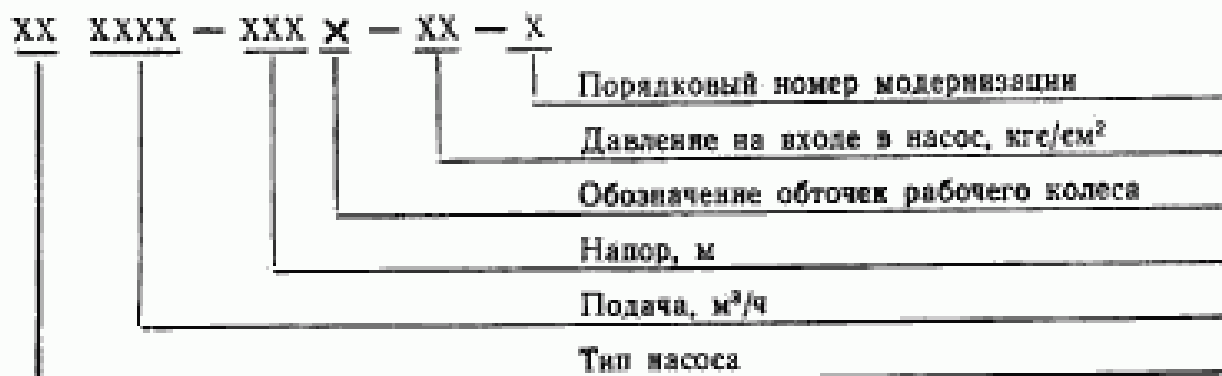 XX XXXX — XXX X — XX — X
Порядковый номер модернизации
Давление на входе в насос, кгс/см²
Обозначение обточек рабочего колеса
Напор, м
Подача, м³/ч
Тип насоса